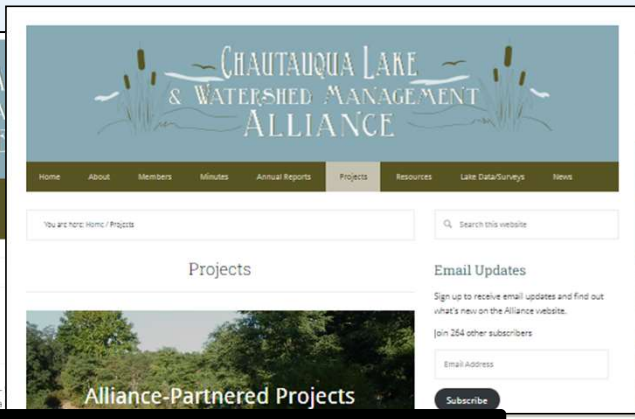 CHAUTAUQUA LAKE
& WATERSHED MANAGEMENT
ALLIANCE
Home About Members Minutes Annual Reports Projects Resources Lake Data/Surveys News
You are here: Home / Projects
Search this website
Projects
Email Updates
Sign up to receive email updates and find out
what's new on the Alliance website.
Join 264 other subscribers
Email Address
Alliance-Partnered Projects
Subscribe